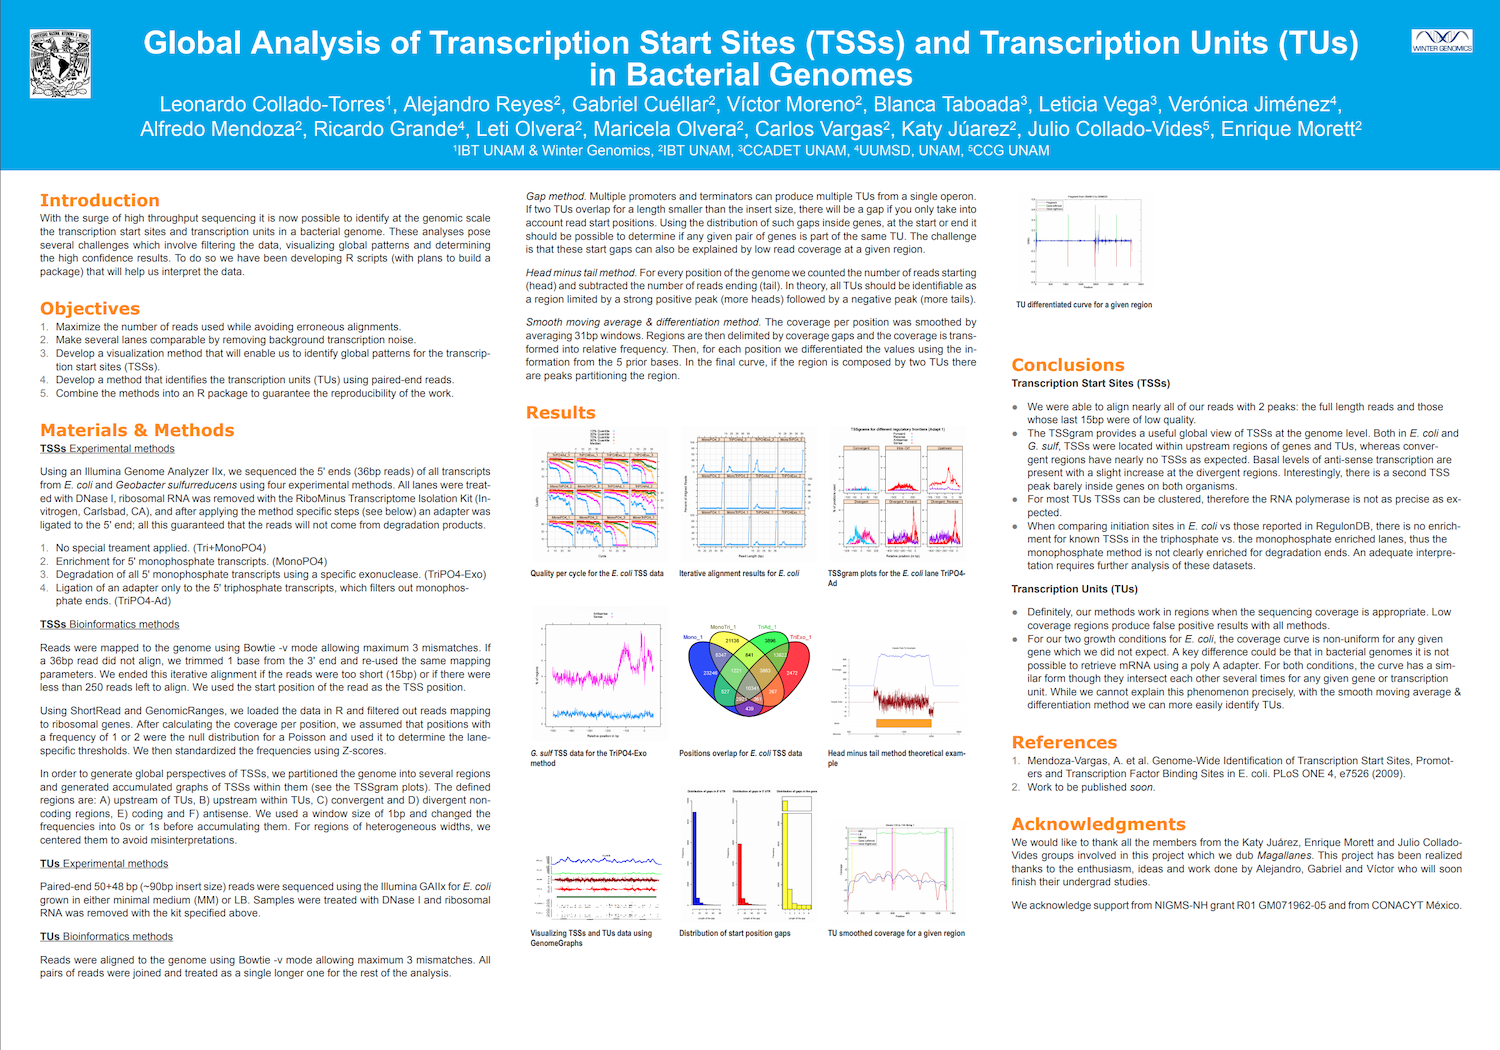 Global Analysis of Transcription Start Sites (TSSs) and Transcription Units (TUs)
in Bacterial Genomes
Leonardo Collado-Torres¹, Alejandro Reyes², Gabriel Cuéllar², Víctor Moreno², Blanca Taboada³, Leticia Vega³, Verónica Jiménez⁴,
Alfredo Mendoza², Ricardo Grande⁴, Leti Olvera², Maricela Olvera², Carlos Vargas², Katy Júarez², Julio Collado-Vides⁵, Enrique Morett²
¹IBT UNAM & Winter Genomics, ²IBT UNAM, ³CCADET UNAM, ⁴UUMSD, UNAM, ⁵CCG UNAM
WINTER GENOMICS
Introduction
With the surge of high throughput sequencing it is now possible to identify at the genomic scale
the transcription start sites and transcription units in a bacterial genome. These analyses pose
several challenges which involve filtering the data, visualizing global patterns and determining
the high confidence results. To do so we have been developing R scripts (with plans to build a
package) that will help us interpret the data.
Objectives
1. Maximize the number of reads used while avoiding erroneous alignments.
2. Make several lanes comparable by removing background transcription noise.
3. Develop a visualization method that will enable us to identify global patterns for the transcrip-
tion start sites (TSSs).
4. Develop a method that identifies the transcription units (TUs) using paired-end reads.
5. Combine the methods into an R package to guarantee the reproducibility of the work.
Materials & Methods
TSSs Experimental methods
Using an Illumina Genome Analyzer IIx, we sequenced the 5' ends (36bp reads) of all transcripts
from E. coli and Geobacter sulfurreducens using four experimental methods. All lanes were treat-
ed with DNase I, ribosomal RNA was removed with the RiboMinus Transcriptome Isolation Kit (In-
vitrogen, Carlsbad, CA), and after applying the method specific steps (see below) an adapter was
ligated to the 5' end; all this guaranteed that the reads will not come from degradation products.
1. No special treament applied. (Tri+MonoPO4)
2. Enrichment for 5' monophosphate transcripts. (MonoPO4)
3. Degradation of all 5' monophosphate transcripts using a specific exonuclease. (TriPO4-Exo)
4. Ligation of an adapter only to the 5' triphosphate transcripts, which filters out monophos-
phate ends. (TriPO4-Ad)
TSSs Bioinformatics methods
Reads were mapped to the genome using Bowtie -v mode allowing maximum 3 mismatches. If
a 36bp read did not align, we trimmed 1 base from the 3' end and re-used the same mapping
parameters. We ended this iterative alignment if the reads were too short (15bp) or if there were
less than 250 reads left to align. We used the start position of the read as the TSS position.
Using ShortRead and GenomicRanges, we loaded the data in R and filtered out reads mapping
to ribosomal genes. After calculating the coverage per position, we assumed that positions with
a frequency of 1 or 2 were the null distribution for a Poisson and used it to determine the lane-
specific thresholds. We then standardized the frequencies using Z-scores.
In order to generate global perspectives of TSSs, we partitioned the genome into several regions
and generated accumulated graphs of TSSs within them (see the TSSgram plots). The defined
regions are: A) upstream of TUs, B) upstream within TUs, C) convergent and D) divergent non-
coding regions, E) coding and F) antisense. We used a window size of 1bp and changed the
frequencies into 0s or 1s before accumulating them. For regions of heterogeneous widths, we
centered them to avoid misinterpretations.
TUs Experimental methods
Paired-end 50+48 bp (~90bp insert size) reads were sequenced using the Illumina GAIIx for E. coli
grown in either minimal medium (MM) or LB. Samples were treated with DNase I and ribosomal
RNA was removed with the kit specified above.
TUs Bioinformatics methods
Reads were aligned to the genome using Bowtie -v mode allowing maximum 3 mismatches. All
pairs of reads were joined and treated as a single longer one for the rest of the analysis.
Gap method. Multiple promoters and terminators can produce multiple TUs from a single operon.
If two TUs overlap for a length smaller than the insert size, there will be a gap if you only take into
account read start positions. Using the distribution of such gaps inside genes, at the start or end it
should be possible to determine if any given pair of genes is part of the same TU. The challenge
is that these start gaps can also be explained by low read coverage at a given region.
Head minus tail method. For every position of the genome we counted the number of reads starting
(head) and subtracted the number of reads ending (tail). In theory, all TUs should be identifiable as
a region limited by a strong positive peak (more heads) followed by a negative peak (more tails).
Smooth moving average & differentiation method. The coverage per position was smoothed by
averaging 31bp windows. Regions are then delimited by coverage gaps and the coverage is trans-
formed into relative frequency. Then, for each position we differentiated the values using the in-
formation from the 5 prior bases. In the final curve, if the region is composed by two TUs there
are peaks partitioning the region.
Results
Quality per cycle for the E. coli TSS data
Iterative alignment results for E. coli
TSSgrams for different regulatory frontiers (Adapt 1)
TSSgram plots for the E. coli lane TriPO4-
Ad
G. sulf TSS data for the TriPO4-Exo
method
Mono_1
MonoTri_1
TriAd_1
TriExo_1
21138
3896
9347
841
13822
23246
1221
3963
2472
527
267
439
Positions overlap for E. coli TSS data
Head minus tail method theoretical exam-
ple
Visualizing TSSs and TUs data using
GenomeGraphs
Distribution of start position gaps
TU smoothed coverage for a given region
TU differentiated curve for a given region
Conclusions
Transcription Start Sites (TSSs)
● We were able to align nearly all of our reads with 2 peaks: the full length reads and those
whose last 15bp were of low quality.
● The TSSgram provides a useful global view of TSSs at the genome level. Both in E. coli and
G. sulf, TSSs were located within upstream regions of genes and TUs, whereas conver-
gent regions have nearly no TSSs as expected. Basal levels of anti-sense transcription are
present with a slight increase at the divergent regions. Interestingly, there is a second TSS
peak barely inside genes on both organisms.
● For most TUs TSSs can be clustered, therefore the RNA polymerase is not as precise as ex-
pected.
● When comparing initiation sites in E. coli vs those reported in RegulonDB, there is no enrich-
ment for known TSSs in the triphosphate vs. the monophosphate enriched lanes, thus the
monophosphate method is not clearly enriched for degradation ends. An adequate interpre-
tation requires further analysis of these datasets.
Transcription Units (TUs)
● Definitely, our methods work in regions when the sequencing coverage is appropriate. Low
coverage regions produce false positive results with all methods.
● For our two growth conditions for E. coli, the coverage curve is non-uniform for any given
gene which we did not expect. A key difference could be that in bacterial genomes it is not
possible to retrieve mRNA using a poly A adapter. For both conditions, the curve has a sim-
ilar form though they intersect each other several times for any given gene or transcription
unit. While we cannot explain this phenomenon precisely, with the smooth moving average &
differentiation method we can more easily identify TUs.
References
1. Mendoza-Vargas, A. et al. Genome-Wide Identification of Transcription Start Sites, Promot-
ers and Transcription Factor Binding Sites in E. coli. PLoS ONE 4, e7526 (2009).
2. Work to be published soon.
Acknowledgments
We would like to thank all the members from the Katy Juárez, Enrique Morett and Julio Collado-
Vides groups involved in this project which we dub Magallanes. This project has been realized
thanks to the enthusiasm, ideas and work done by Alejandro, Gabriel and Víctor who will soon
finish their undergrad studies.
We acknowledge support from NIGMS-NH grant R01 GM071962-05 and from CONACYT México.